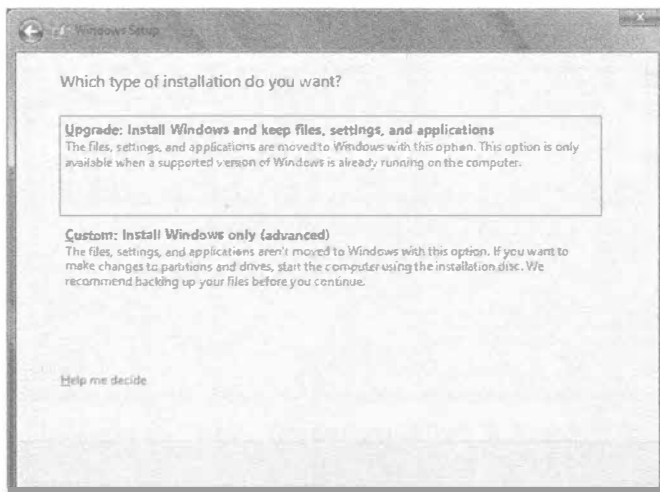 Windows Setup
Which type of installation do you want?
Upgrade: Install Windows and keep files, settings, and applications
The files, settings, and applications are moved to Windows with this option. This option is only
available when a supported version of Windows is already running on the computer.
Custom: Install Windows only (advanced)
The files, settings, and applications aren't moved to Windows with this option. If you want to
make changes to partitions and drives, start the computer using the installation disc. We
recommend backing up your files before you continue.
Help me decide